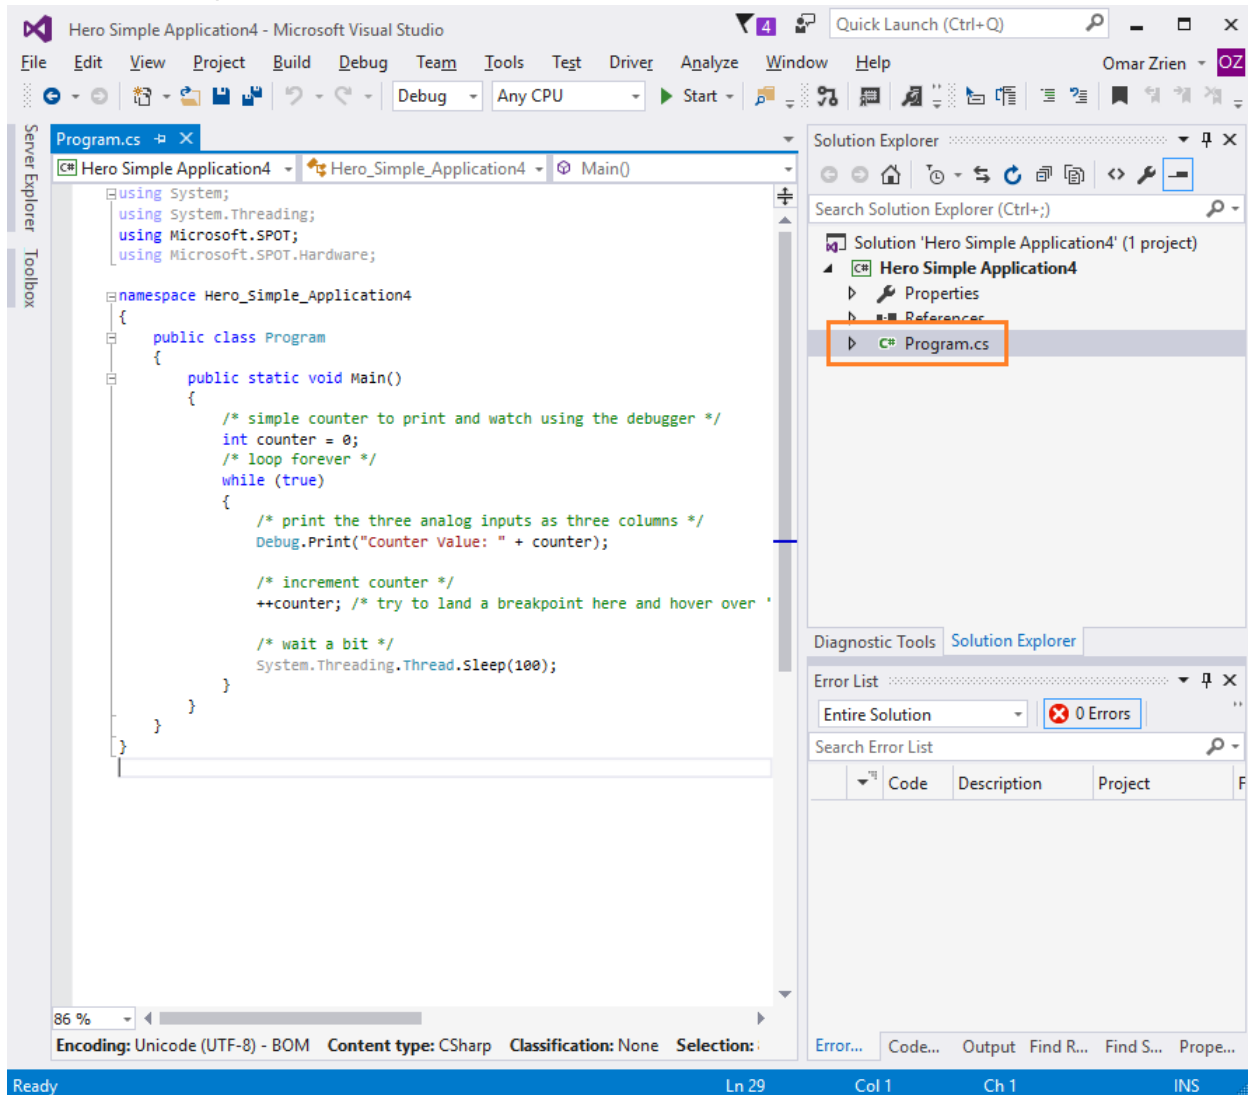 Hero Simple Application4 - Microsoft Visual Studio
4
Quick Launch (Ctrl+Q)
File Edit View Project Build Debug Team Tools Test Driver Analyze Window Help
Omar Zrien OZ
Debug Any CPU Start
Server Explorer
Toolbox
Program.cs
C# Hero Simple Application4 Hero_Simple_Application4 Main()
using System;
using System.Threading;
using Microsoft.SPOT;
using Microsoft.SPOT.Hardware;
namespace Hero_Simple_Application4
{
public class Program
{
public static void Main()
{
/* simple counter to print and watch using the debugger */
int counter = 0;
/* loop forever */
while (true)
{
/* print the three analog inputs as three columns */
Debug.Print("Counter Value: " + counter);
/* increment counter */
++counter; /* try to land a breakpoint here and hover over '
/* wait a bit */
System.Threading.Thread.Sleep(100);
}
}
}
}
86 %
Encoding: Unicode (UTF-8) - BOM Content type: CSharp Classification: None Selection:
Solution Explorer
Search Solution Explorer (Ctrl+;)
Solution 'Hero Simple Application4' (1 project)
C# Hero Simple Application4
Properties
References
C# Program.cs
Diagnostic Tools Solution Explorer
Error List
Entire Solution 0 Errors
Search Error List
Code Description Project F
Error... Code... Output Find R... Find S... Prope...
Ready Ln 29 Col 1 Ch 1 INS